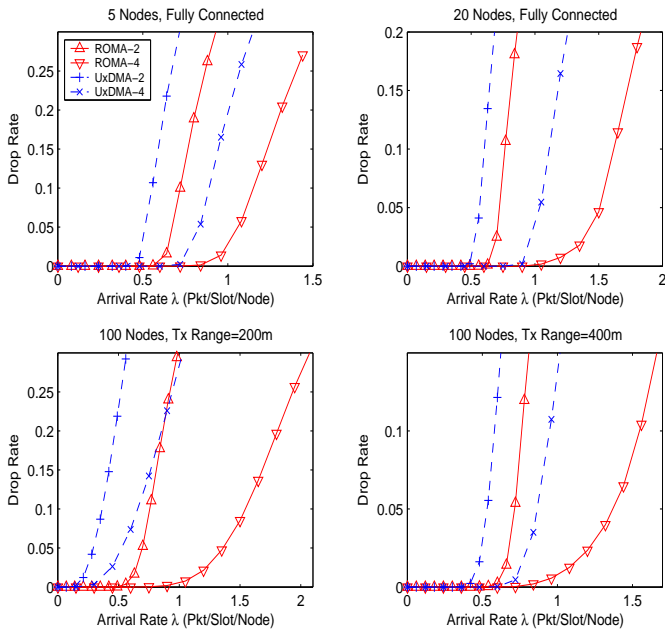 5 Nodes, Fully Connected
ROMA-2
ROMA-4
UxDMA-2
UxDMA-4
0.25
0.2
0.15
0.1
0.05
0
Drop Rate
0 0.5 1 1.5
Arrival Rate λ (Pkt/Slot/Node)
20 Nodes, Fully Connected
0.2
0.15
0.1
0.05
0
Drop Rate
0 0.5 1 1.5 2
Arrival Rate λ (Pkt/Slot/Node)
100 Nodes, Tx Range=200m
0.25
0.2
0.15
0.1
0.05
0
Drop Rate
0 0.5 1 1.5 2
Arrival Rate λ (Pkt/Slot/Node)
100 Nodes, Tx Range=400m
0.1
0.05
0
Drop Rate
0 0.5 1 1.5
Arrival Rate λ (Pkt/Slot/Node)